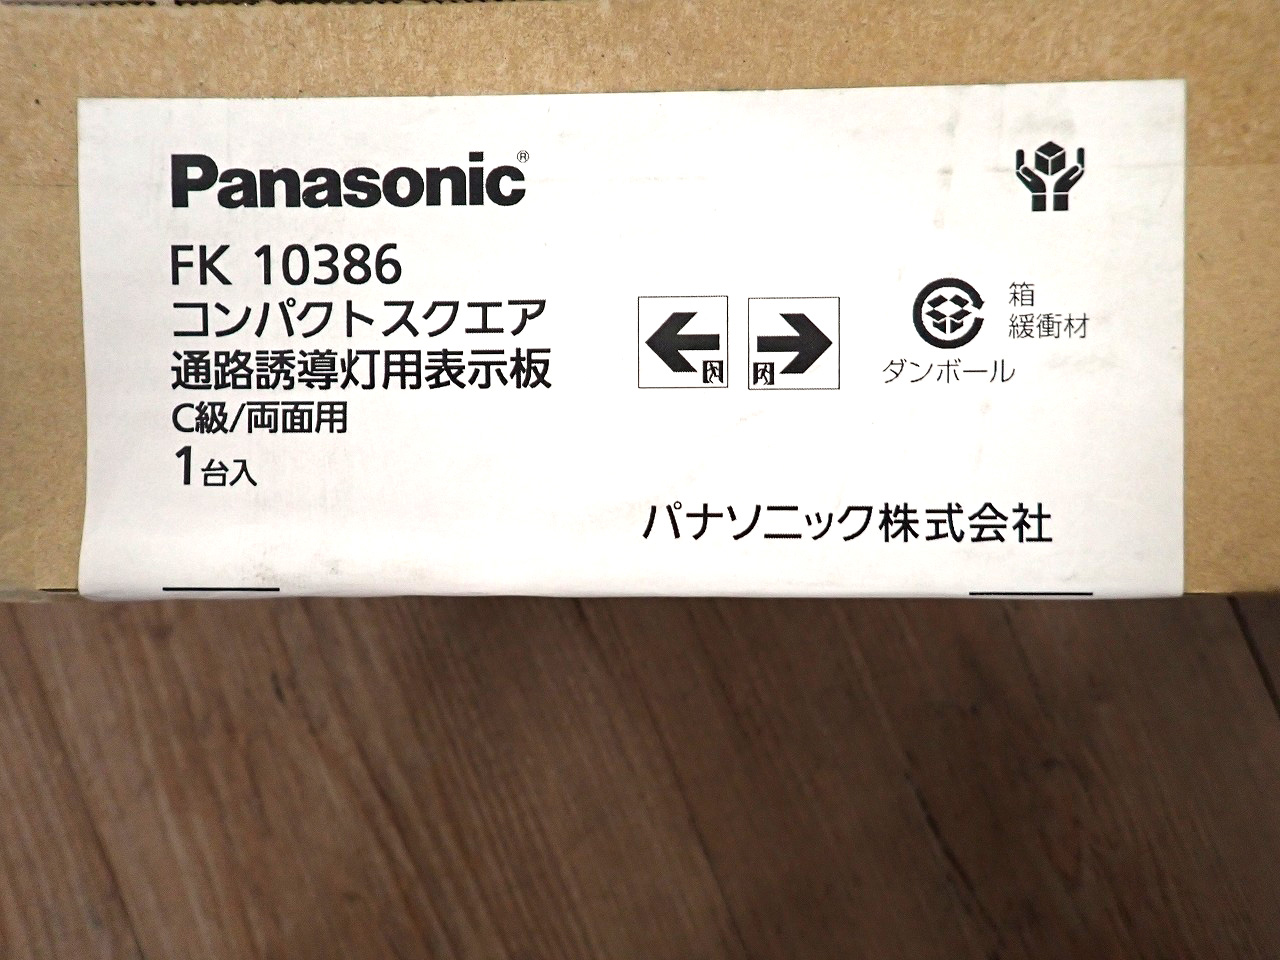 Panasonic®
FK 10386
コンパクトスクエア
通路誘導灯用表示板
C級/両面用
1台入
箱
緩衝材
ダンボール
パナソニック株式会社